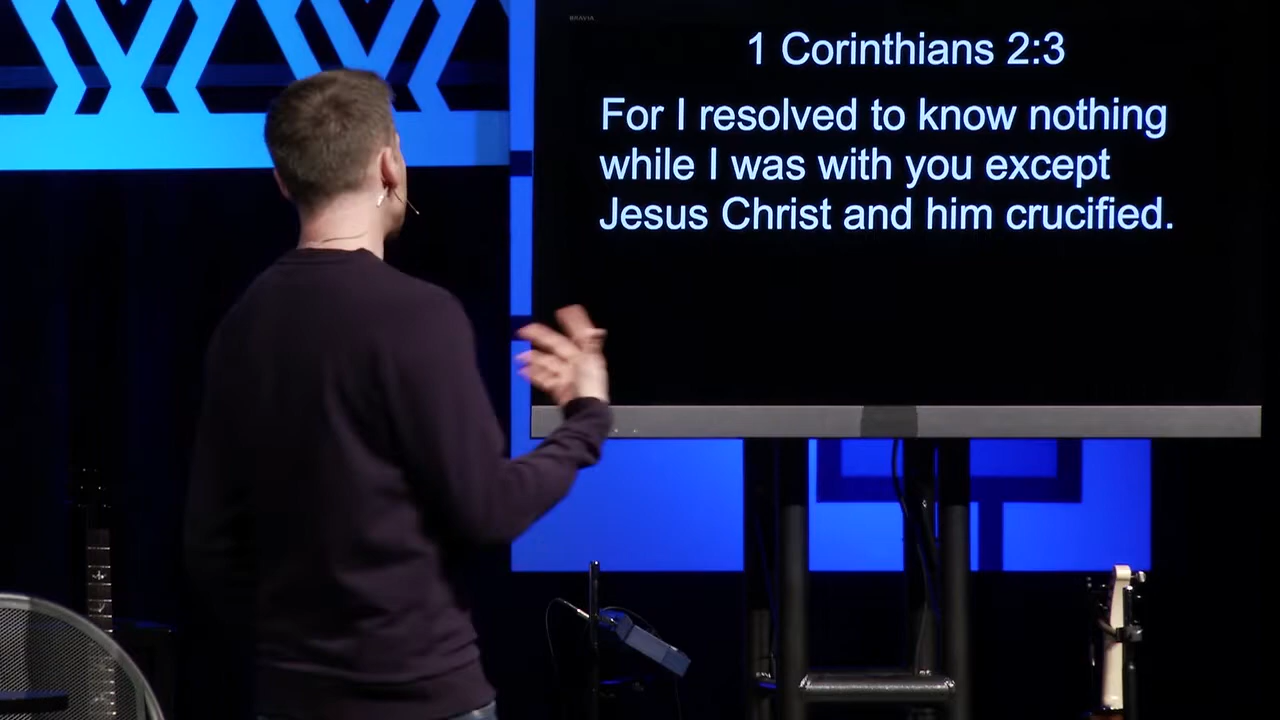 BRAVIA
1 Corinthians 2:3
For I resolved to know nothing
while I was with you except
Jesus Christ and him crucified.